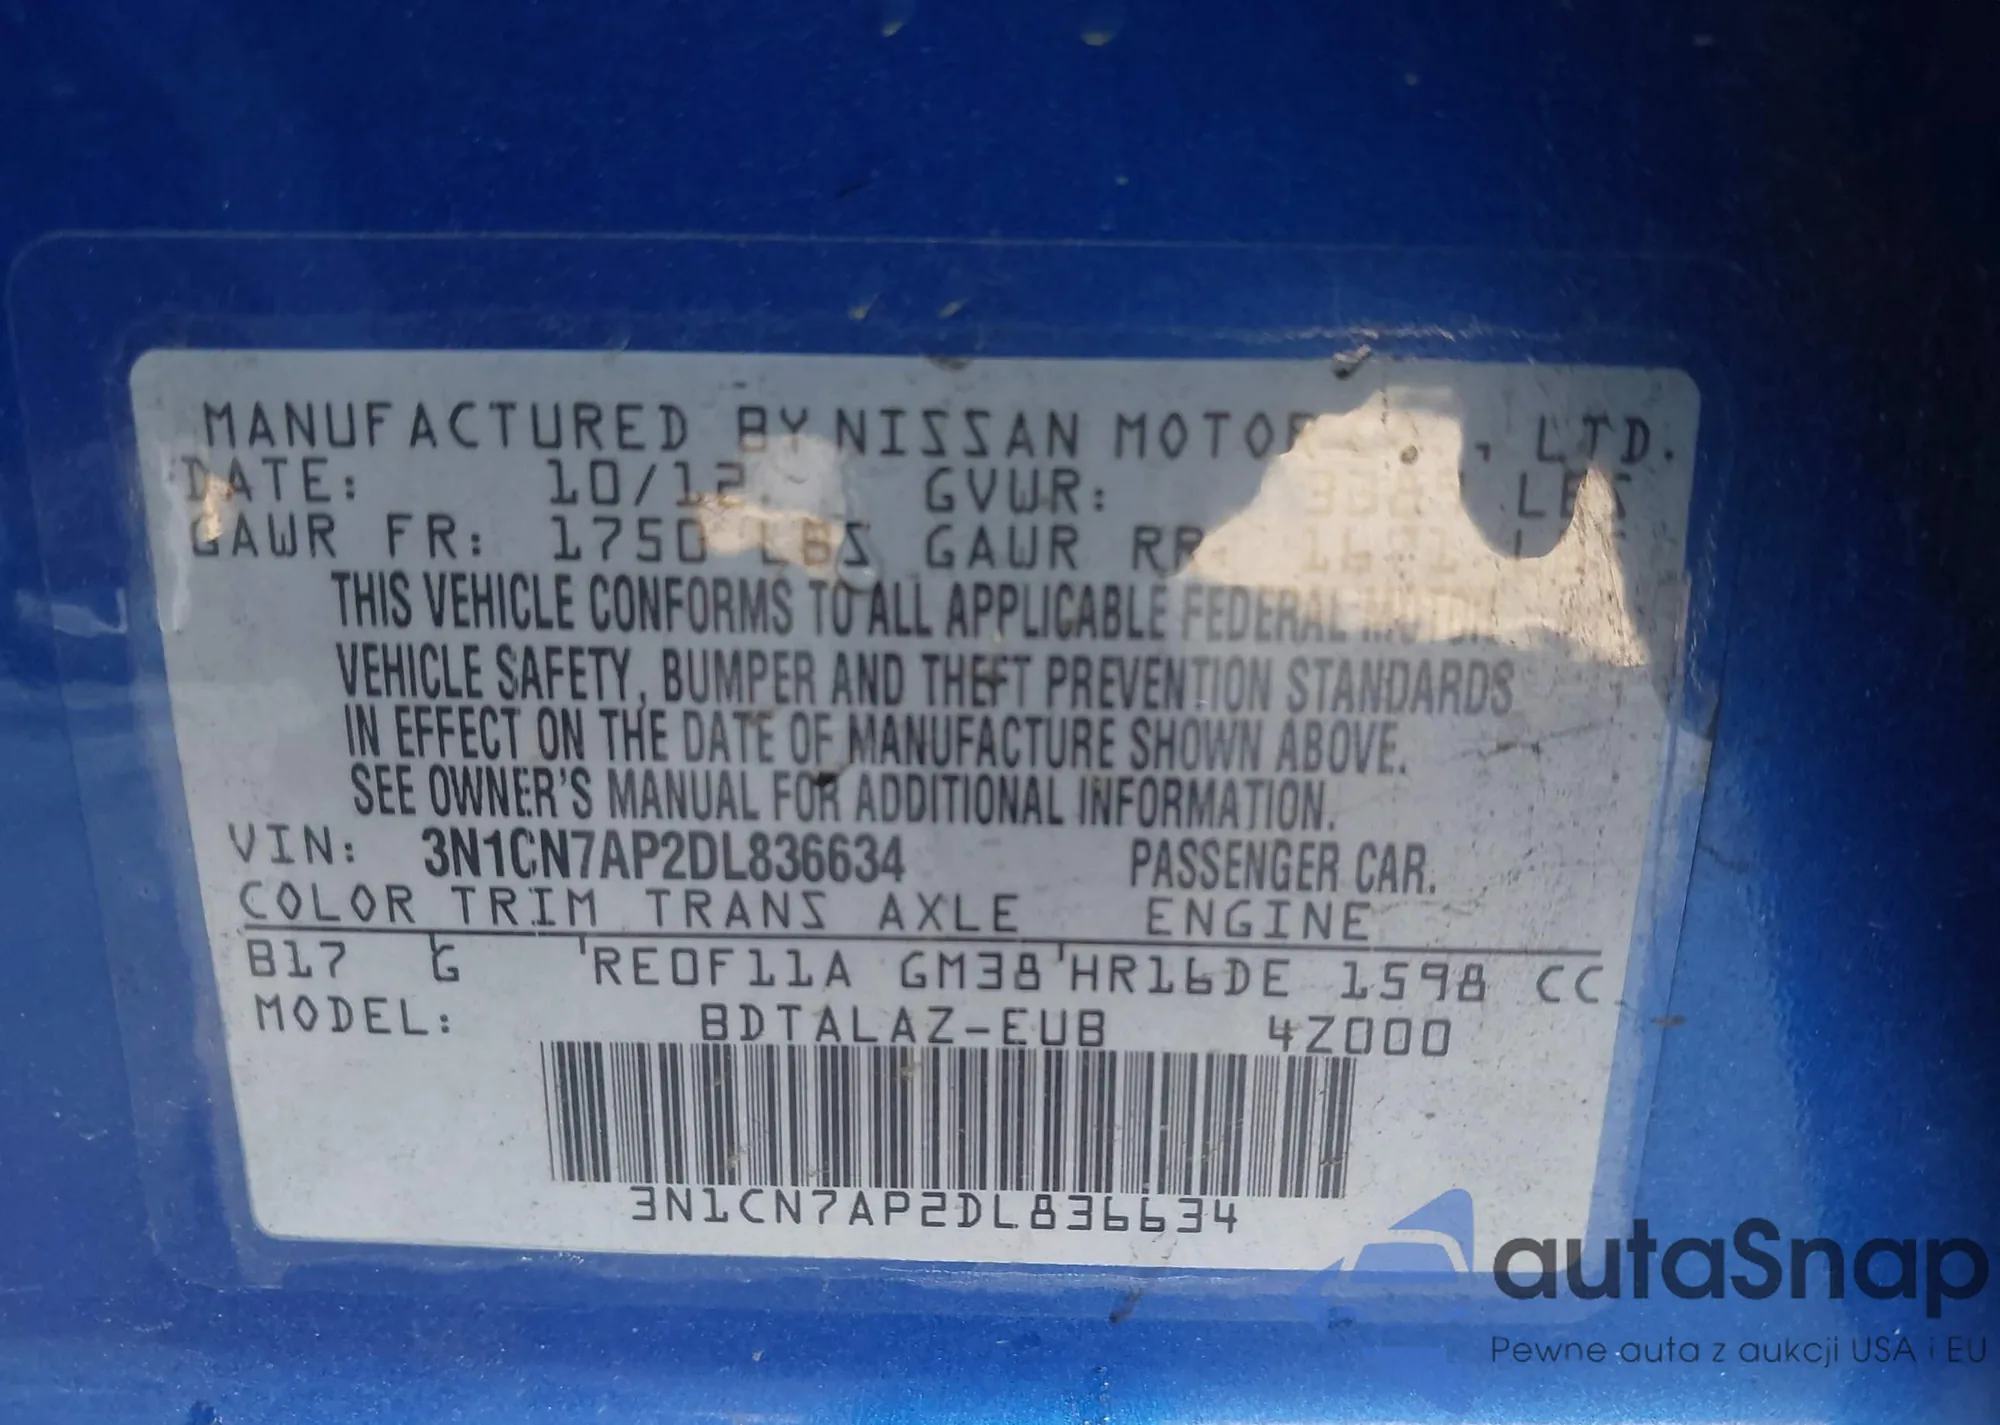 MANUFACTURED BY NISSAN MOTOR , LTD.
DATE: 10/12 GVWR: LBS
GAWR FR: 1750 LBS GAWR RR: LBS
THIS VEHICLE CONFORMS TO ALL APPLICABLE FEDERAL MOTOR
VEHICLE SAFETY, BUMPER AND THEFT PREVENTION STANDARDS
IN EFFECT ON THE DATE OF MANUFACTURE SHOWN ABOVE.
SEE OWNER'S MANUAL FOR ADDITIONAL INFORMATION.
VIN: 3N1CN7AP2DL836634 PASSENGER CAR.
COLOR TRIM TRANS AXLE ENGINE
B17 G 'RE0F11A GM38'HR16DE 1598 CC
MODEL: BDTALAZ-EUB 4Z000
3N1CN7AP2DL836634
autaSnap
Pewne auta z aukcji USA i EU